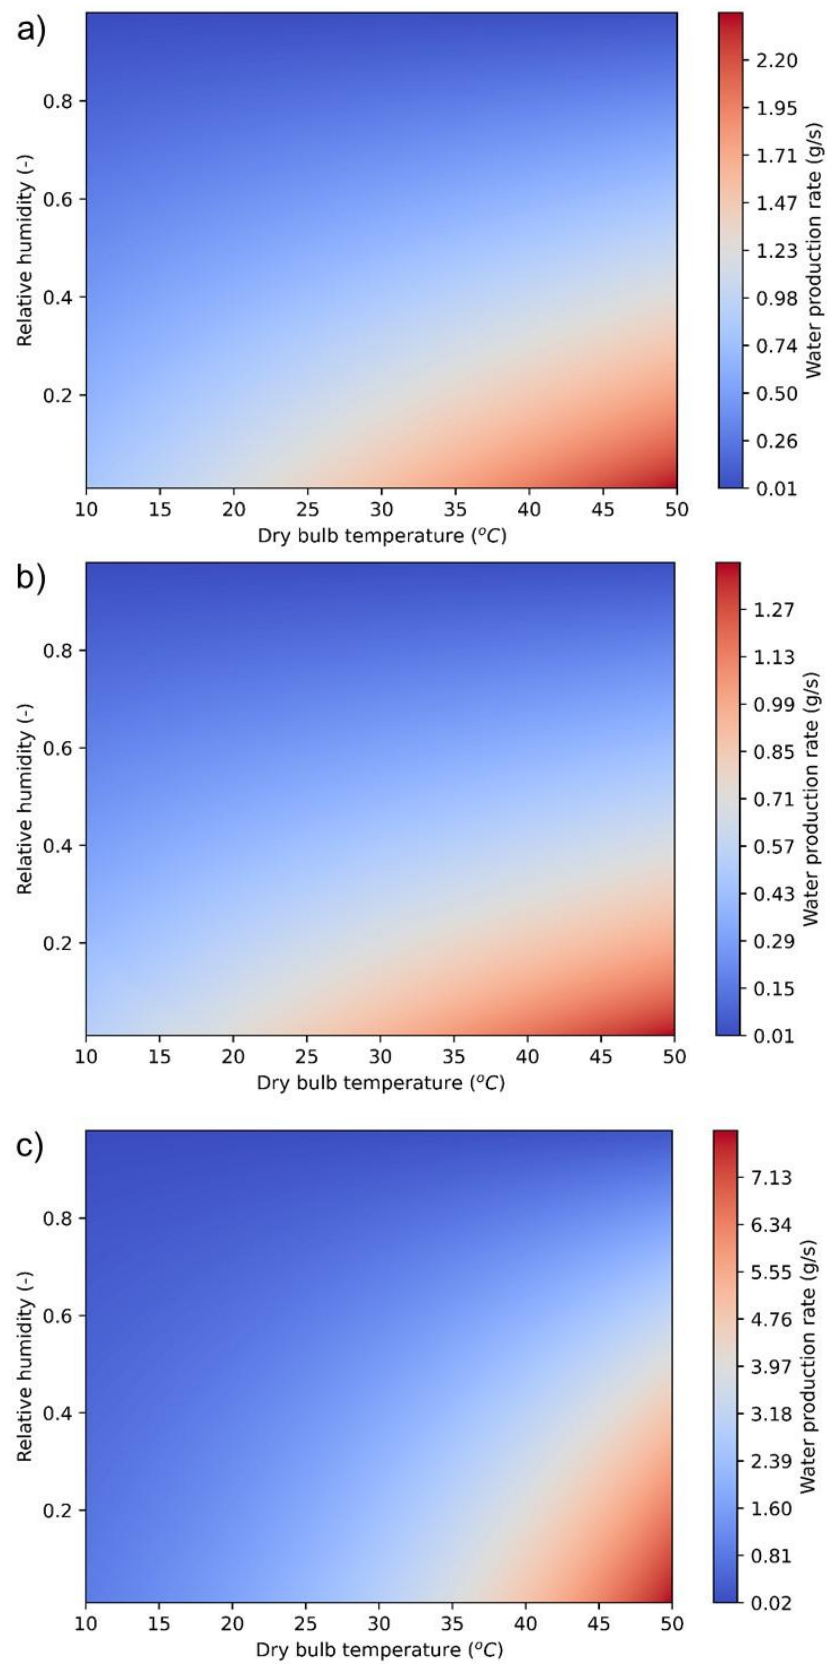 a)
Relative humidity (-)
0.8
0.6
0.4
0.2
10 15 20 25 30 35 40 45 50
Dry bulb temperature (°C)
2.20
1.95
1.71
1.47
1.23
0.98
0.74
0.50
0.26
0.01
Water production rate (g/s)
b)
Relative humidity (-)
0.8
0.6
0.4
0.2
10 15 20 25 30 35 40 45 50
Dry bulb temperature (°C)
1.27
1.13
0.99
0.85
0.71
0.57
0.43
0.29
0.15
0.01
Water production rate (g/s)
c)
Relative humidity (-)
0.8
0.6
0.4
0.2
10 15 20 25 30 35 40 45 50
Dry bulb temperature (°C)
7.13
6.34
5.55
4.76
3.97
3.18
2.39
1.60
0.81
0.02
Water production rate (g/s)